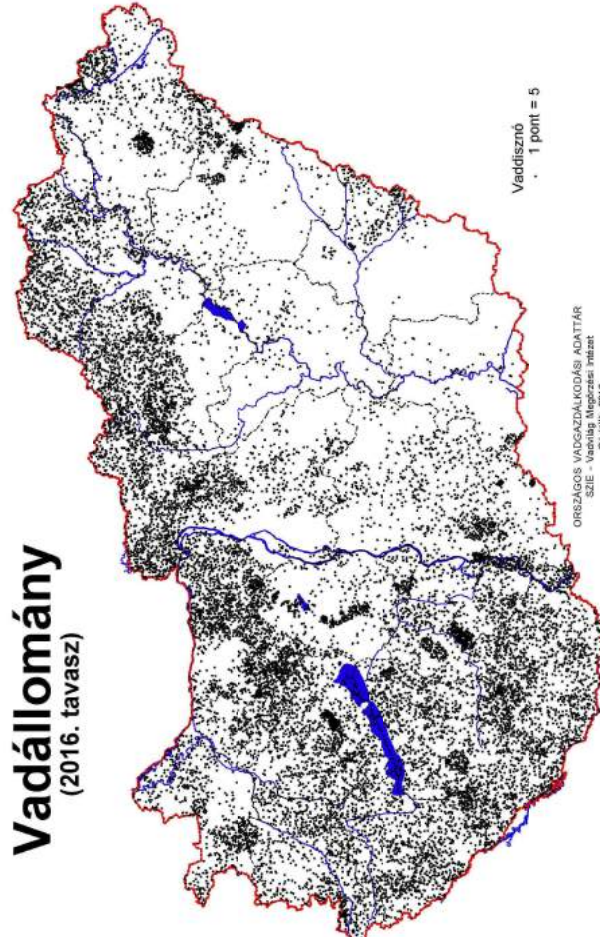 Vadállomány
(2016. tavasz)
Vaddisznó
. 1 pont = 5
ORSZÁGOS VADGAZDÁLKODÁSI ADATTÁR
SZIE - Vadvilág Megőrzési Intézet